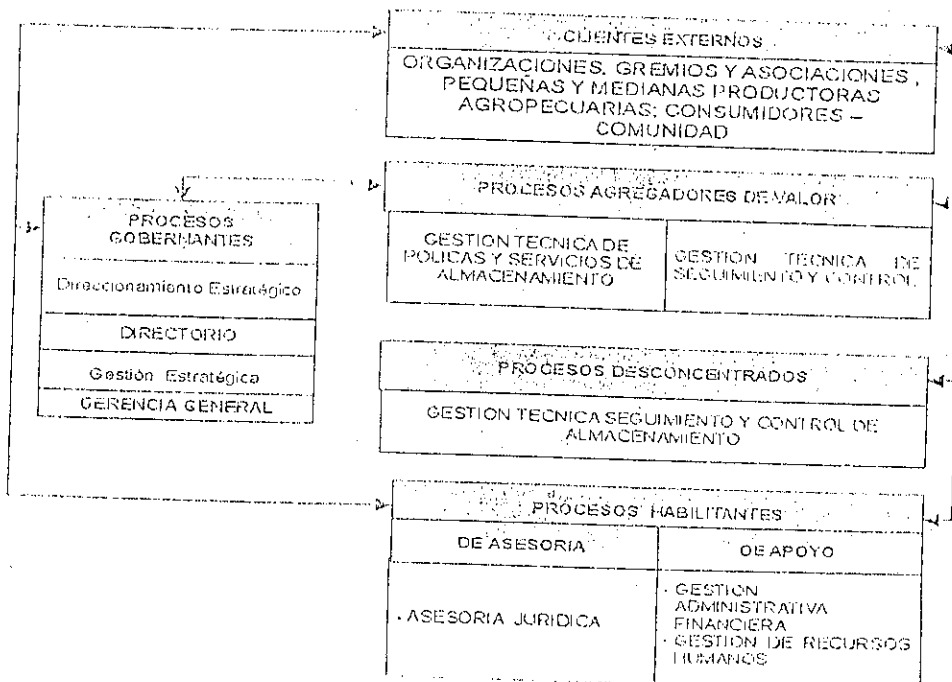 CLIENTES EXTERNOS
ORGANIZACIONES, GREMIOS Y ASOCIACIONES,
PEQUEÑAS Y MEDIANAS PRODUCTORAS
AGROPECUARIAS; CONSUMIDORES –
COMUNIDAD
PROCESOS
GOBERNANTES
Direccionamiento Estratégico
DIRECTORIO
Gestión Estratégica
GERENCIA GENERAL
PROCESOS AGREGADORES DE VALOR
GESTION TECNICA DE
POLICAS Y SERVICIOS DE
ALMACENAMIENTO
GESTION TECNICA DE
SEGUIMIENTO Y CONTROL
PROCESOS DESCONCENTRADOS
GESTION TECNICA SEGUIMIENTO Y CONTROL DE
ALMACENAMIENTO
PROCESOS HABILITANTES
DE ASESORIA
DE APOYO
· ASESORIA JURIDICA
· GESTION
ADMINISTRATIVA
FINANCIERA
· GESTION DE RECURSOS
HUMANOS